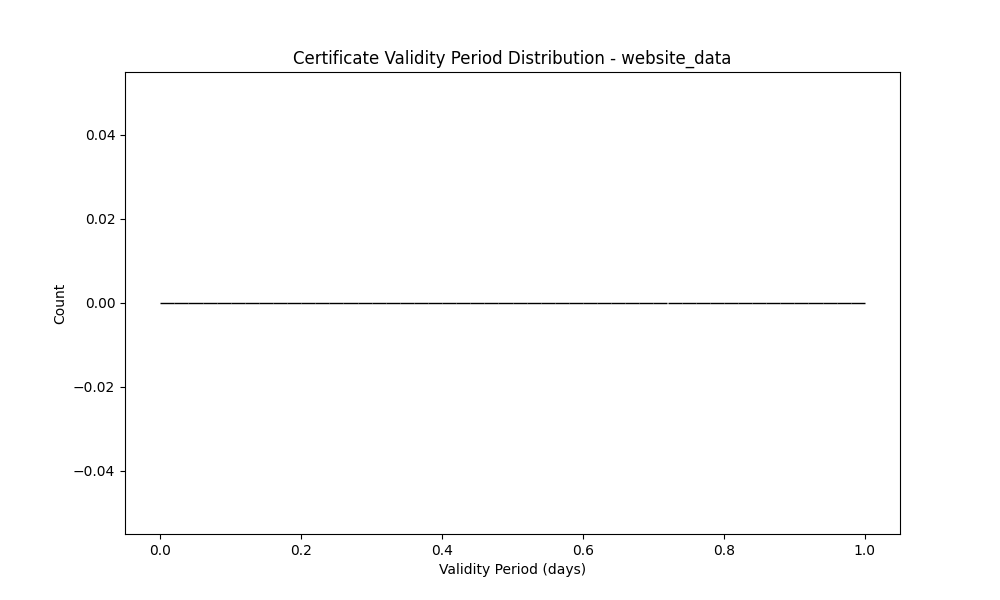 Certificate Validity Period Distribution - website_data
0.04
0.02
0.00
−0.02
−0.04
Count
0.0 0.2 0.4 0.6 0.8 1.0
Validity Period (days)